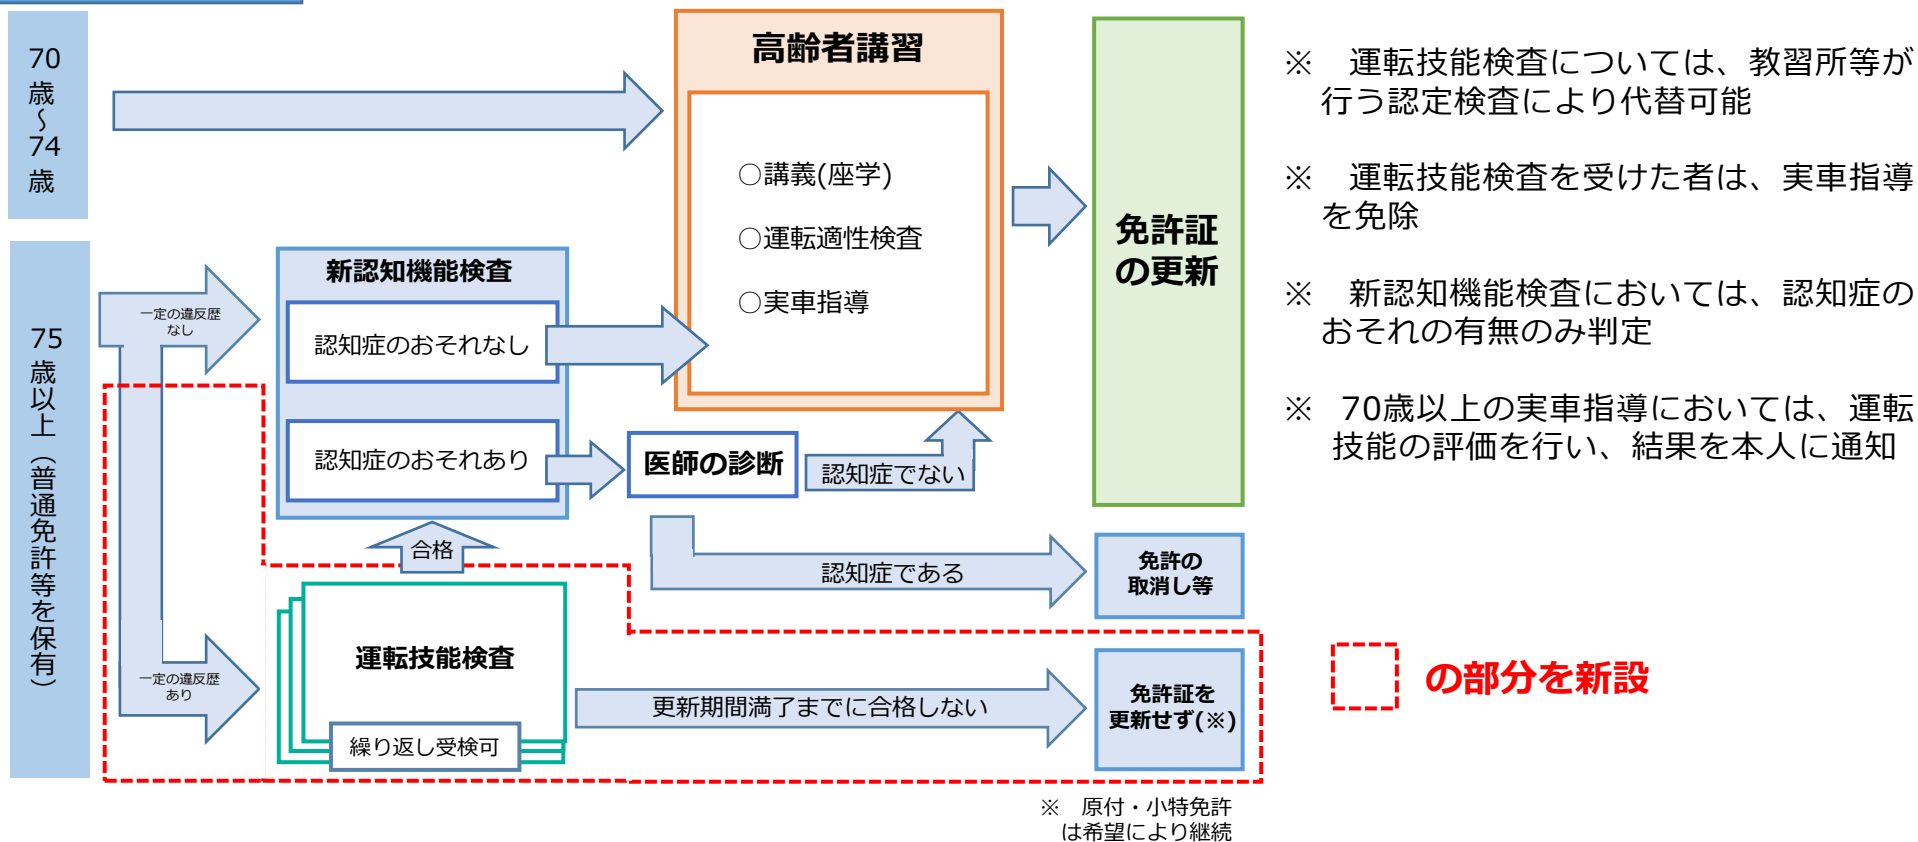 70歳～74歳
75歳以上（普通免許等を保有）
一定の違反歴
なし
一定の違反歴
あり
新認知機能検査
認知症のおそれなし
認知症のおそれあり
合格
運転技能検査
繰り返し受検可
高齢者講習
○講義(座学)
○運転適性検査
○実車指導
医師の診断
認知症でない
認知症である
更新期間満了までに合格しない
免許証
の更新
免許の
取消し等
免許証を
更新せず(※)
※　原付・小特免許
は希望により継続
※　運転技能検査については、教習所等が
行う認定検査により代替可能
※　運転技能検査を受けた者は、実車指導
を免除
※　新認知機能検査においては、認知症の
おそれの有無のみ判定
※　70歳以上の実車指導においては、運転
技能の評価を行い、結果を本人に通知
の部分を新設